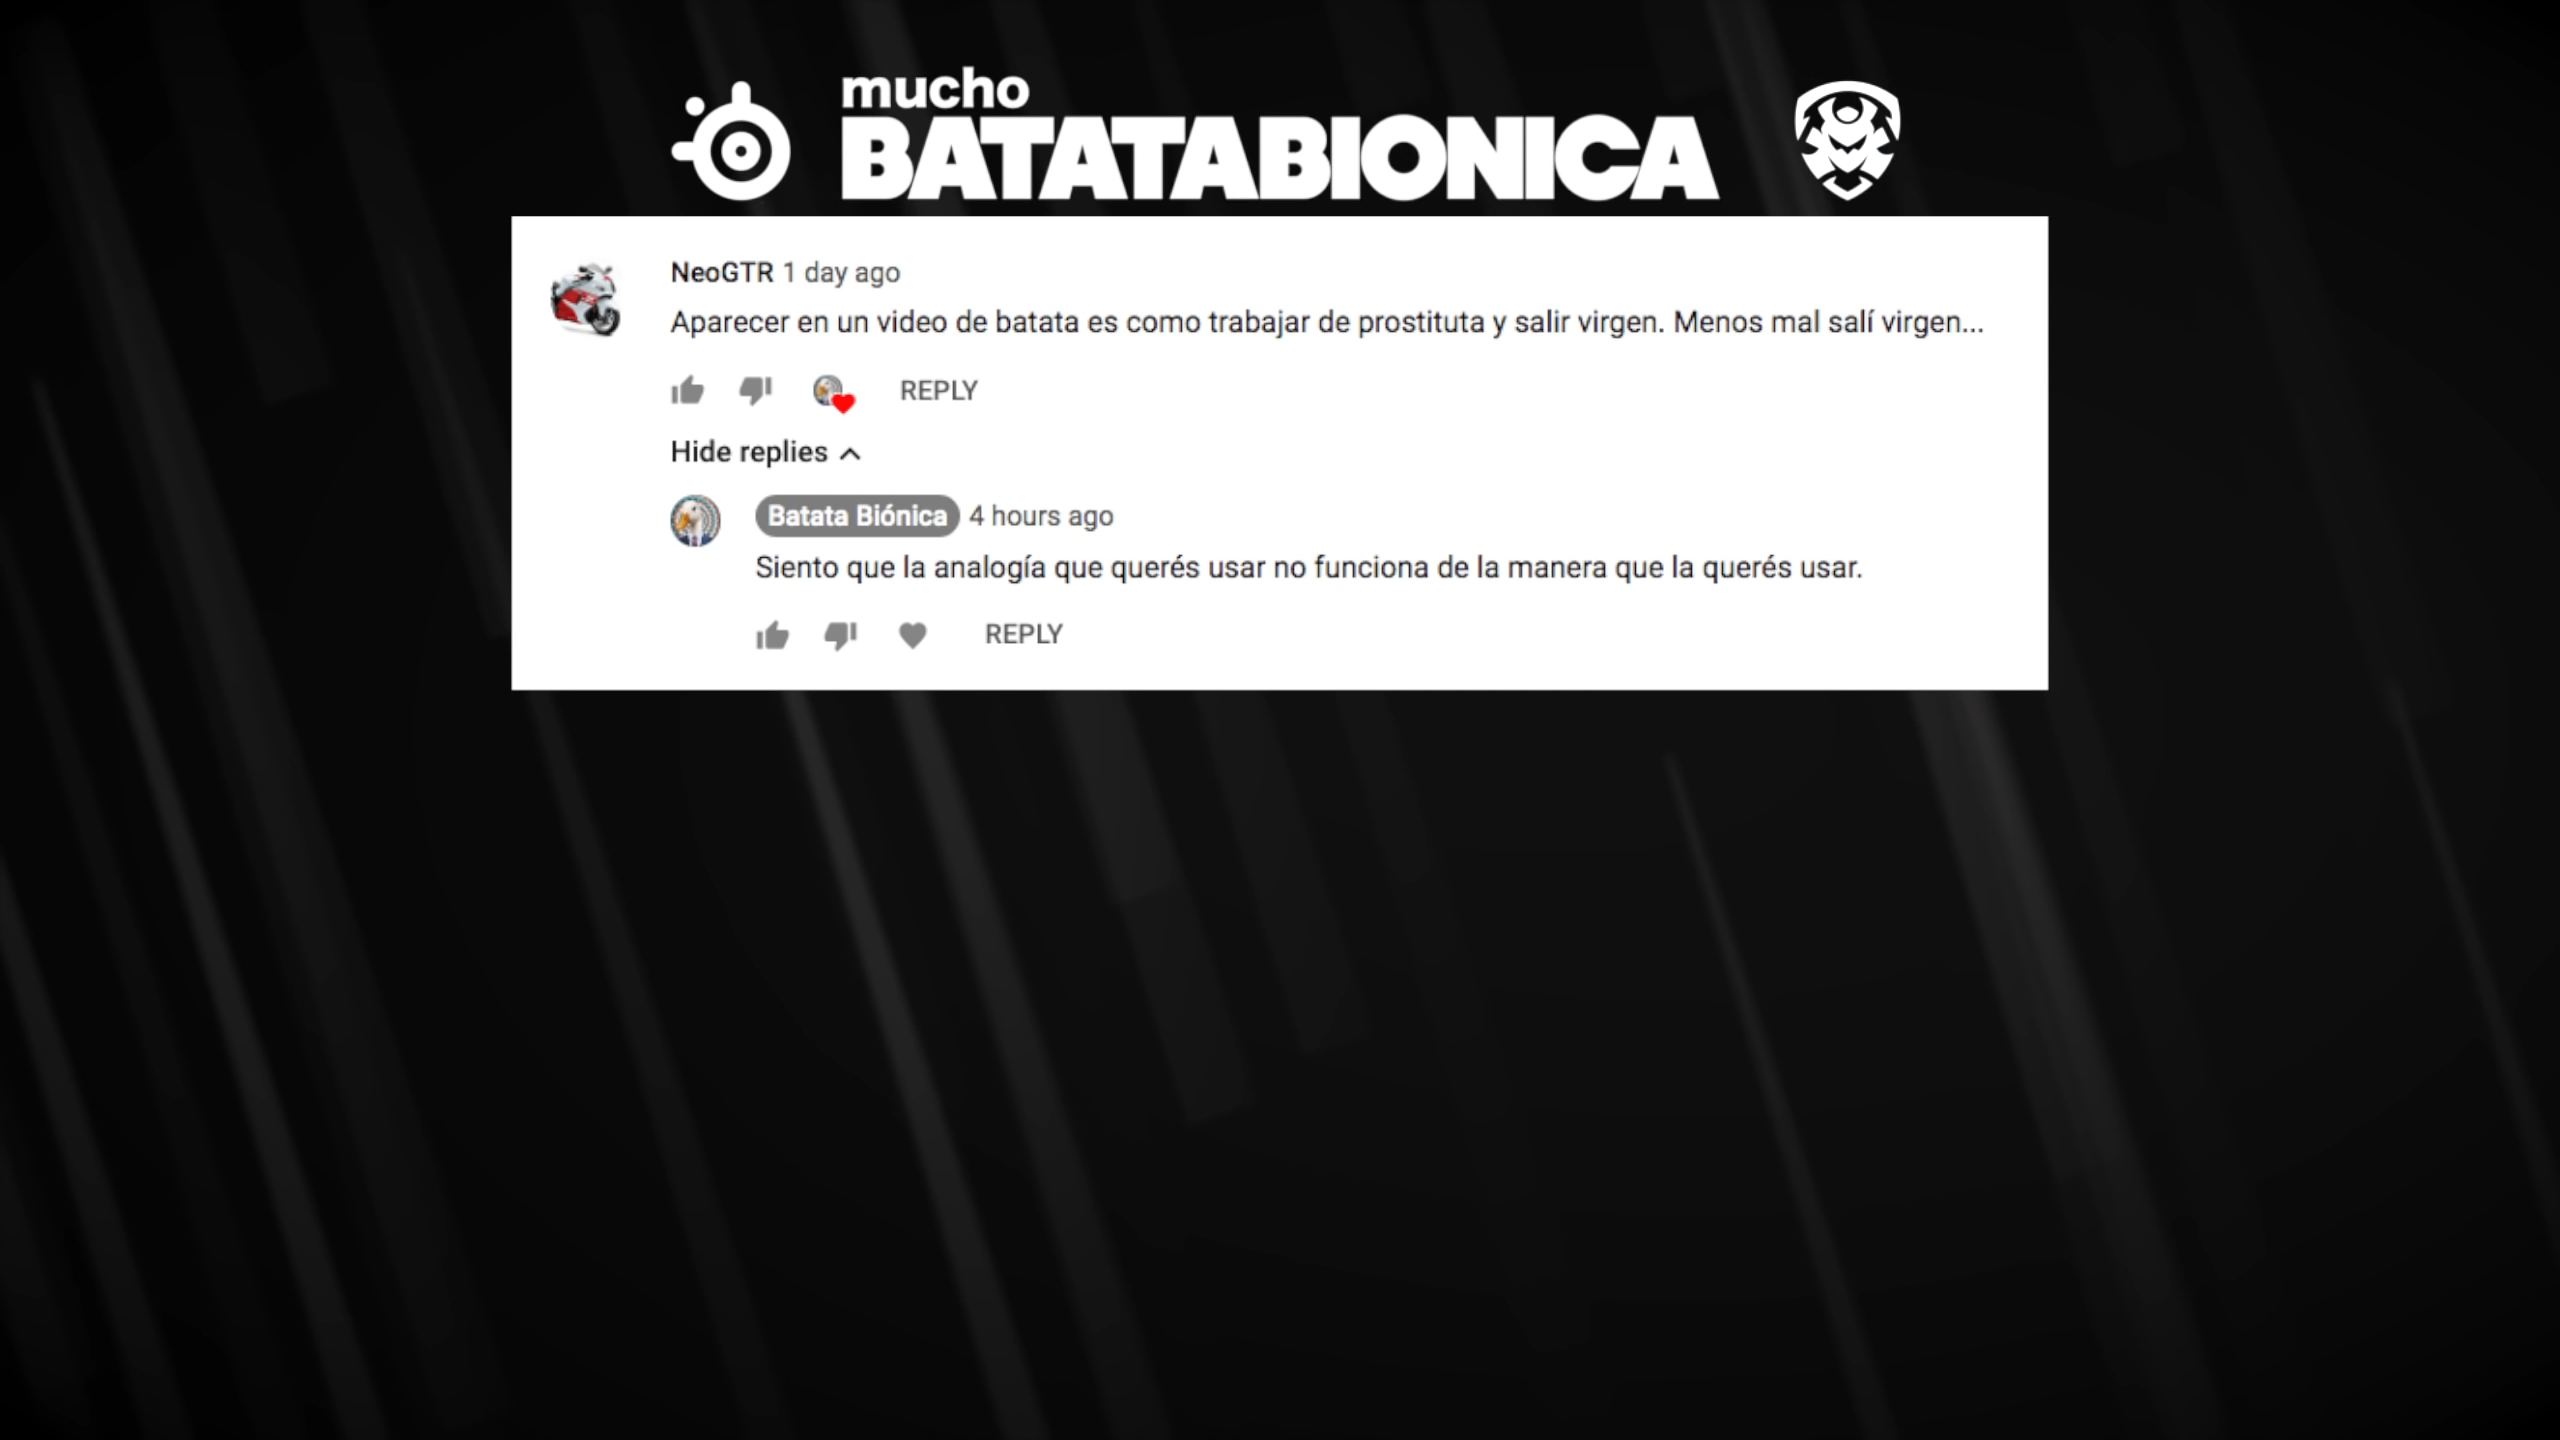 mucho
BATATABIONICA
NeoGTR 1 day ago
Aparecer en un video de batata es como trabajar de prostituta y salir virgen. Menos mal salí virgen...
REPLY
Hide replies
Batata Biónica 4 hours ago
Siento que la analogía que querés usar no funciona de la manera que la querés usar.
REPLY